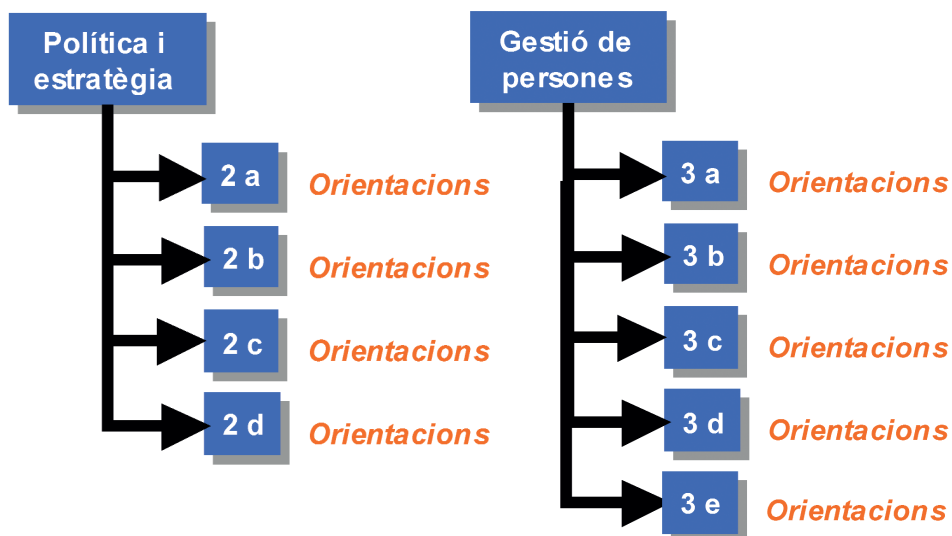 Política i
estratègia
2 a Orientacions
2 b Orientacions
2 c Orientacions
2 d Orientacions
Gestió de
persones
3 a Orientacions
3 b Orientacions
3 c Orientacions
3 d Orientacions
3 e Orientacions